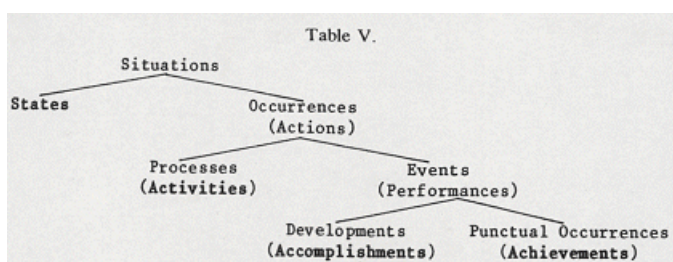 Table V.
Situations
States
Occurrences
(Actions)
Processes
(Activities)
Events
(Performances)
Developments
(Accomplishments)
Punctual Occurrences
(Achievements)